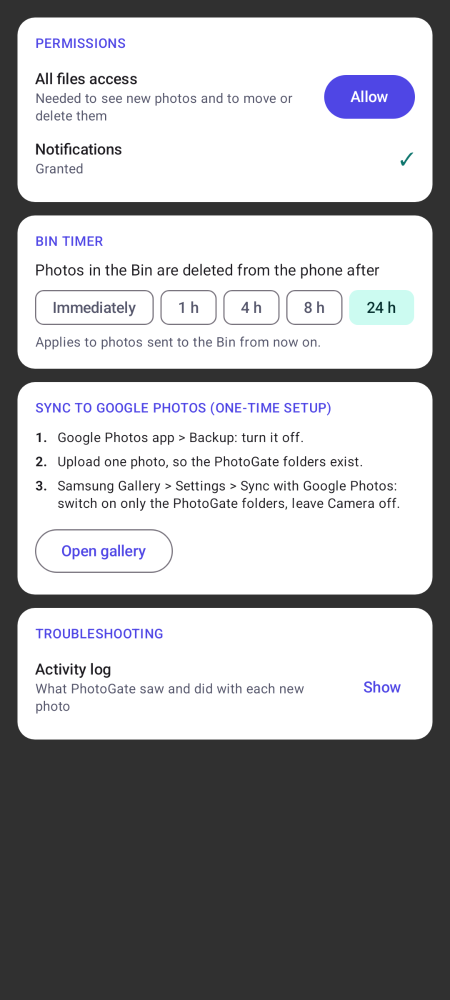 PERMISSIONS
All files access
Needed to see new photos and to move or
delete them
Allow
Notifications
Granted
✓
BIN TIMER
Photos in the Bin are deleted from the phone after
Immediately
1 h
4 h
8 h
24 h
Applies to photos sent to the Bin from now on.
SYNC TO GOOGLE PHOTOS (ONE-TIME SETUP)
1. Google Photos app > Backup: turn it off.
2. Upload one photo, so the PhotoGate folders exist.
3. Samsung Gallery > Settings > Sync with Google Photos:
switch on only the PhotoGate folders, leave Camera off.
Open gallery
TROUBLESHOOTING
Activity log
What PhotoGate saw and did with each new
photo
Show